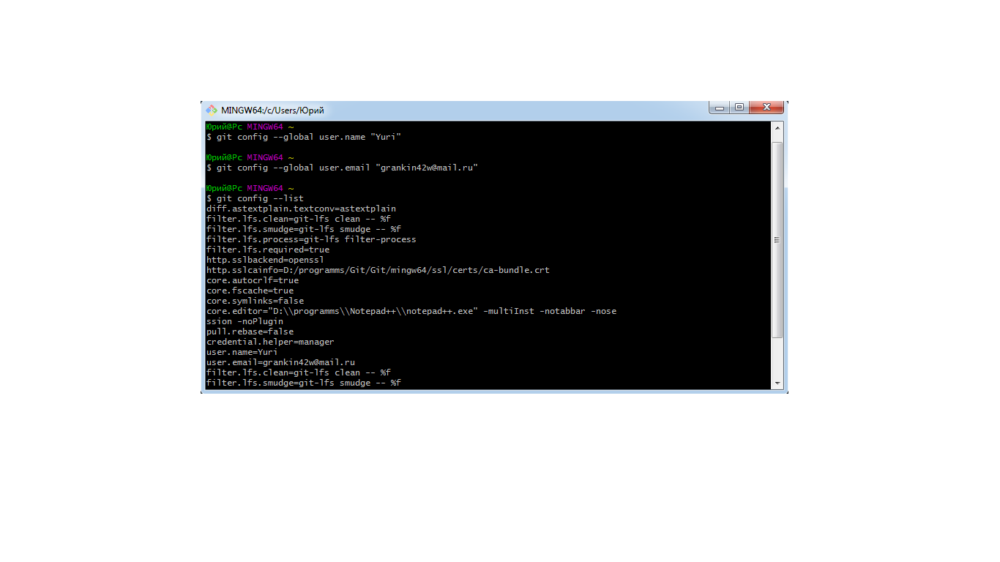 MINGW64:/c/Users/Юрий
Юрий@Pc MINGW64 ~
$ git config --global user.name "Yuri"
Юрий@Pc MINGW64 ~
$ git config --global user.email "grankin42w@mail.ru"
Юрий@Pc MINGW64 ~
$ git config --list
diff.astextplain.textconv=astextplain
filter.lfs.clean=git-lfs clean -- %f
filter.lfs.smudge=git-lfs smudge -- %f
filter.lfs.process=git-lfs filter-process
filter.lfs.required=true
http.sslbackend=openssl
http.sslcainfo=D:/programms/Git/Git/mingw64/ssl/certs/ca-bundle.crt
core.autocrlf=true
core.fscache=true
core.symlinks=false
core.editor="D:\\programms\\Notepad++\\notepad++.exe" -multiInst -notabbar -nose
ssion -noPlugin
pull.rebase=false
credential.helper=manager
user.name=Yuri
user.email=grankin42w@mail.ru
filter.lfs.clean=git-lfs clean -- %f
filter.lfs.smudge=git-lfs smudge -- %f